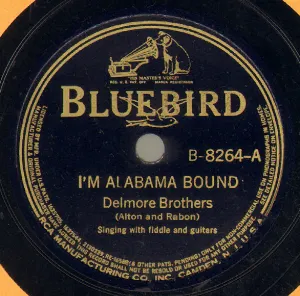 "HIS MASTER'S VOICE"
BLUEBIRD
B-8264-A
I'M ALABAMA BOUND
Delmore Brothers
(Alton and Rabon)
Singing with fiddle and guitars
RCA MANUFACTURING CO. INC. CAMDEN, N. J., U. S. A.